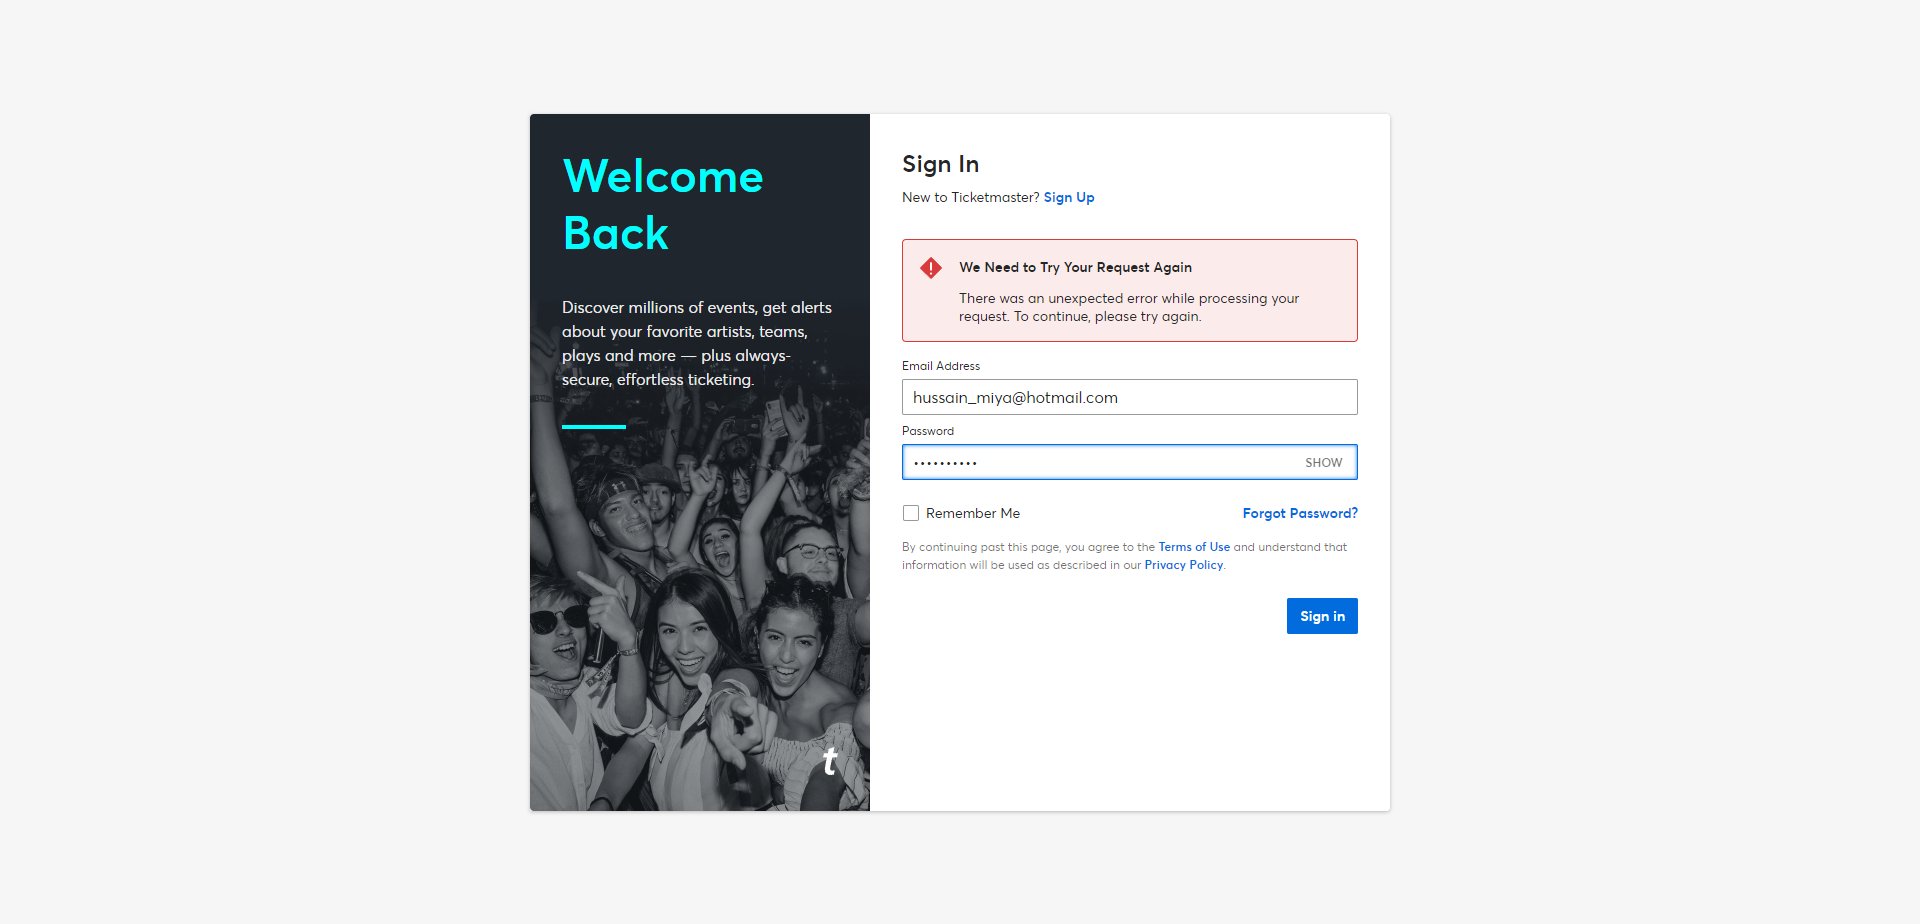 Welcome
Back
Discover millions of events, get alerts
about your favorite artists, teams,
plays and more — plus always-
secure, effortless ticketing.
t
Sign In
New to Ticketmaster? Sign Up
We Need to Try Your Request Again
There was an unexpected error while processing your
request. To continue, please try again.
Email Address
hussain_miya@hotmail.com
Password
•••••••••• SHOW
Remember Me Forgot Password?
By continuing past this page, you agree to the Terms of Use and understand that
information will be used as described in our Privacy Policy.
Sign in